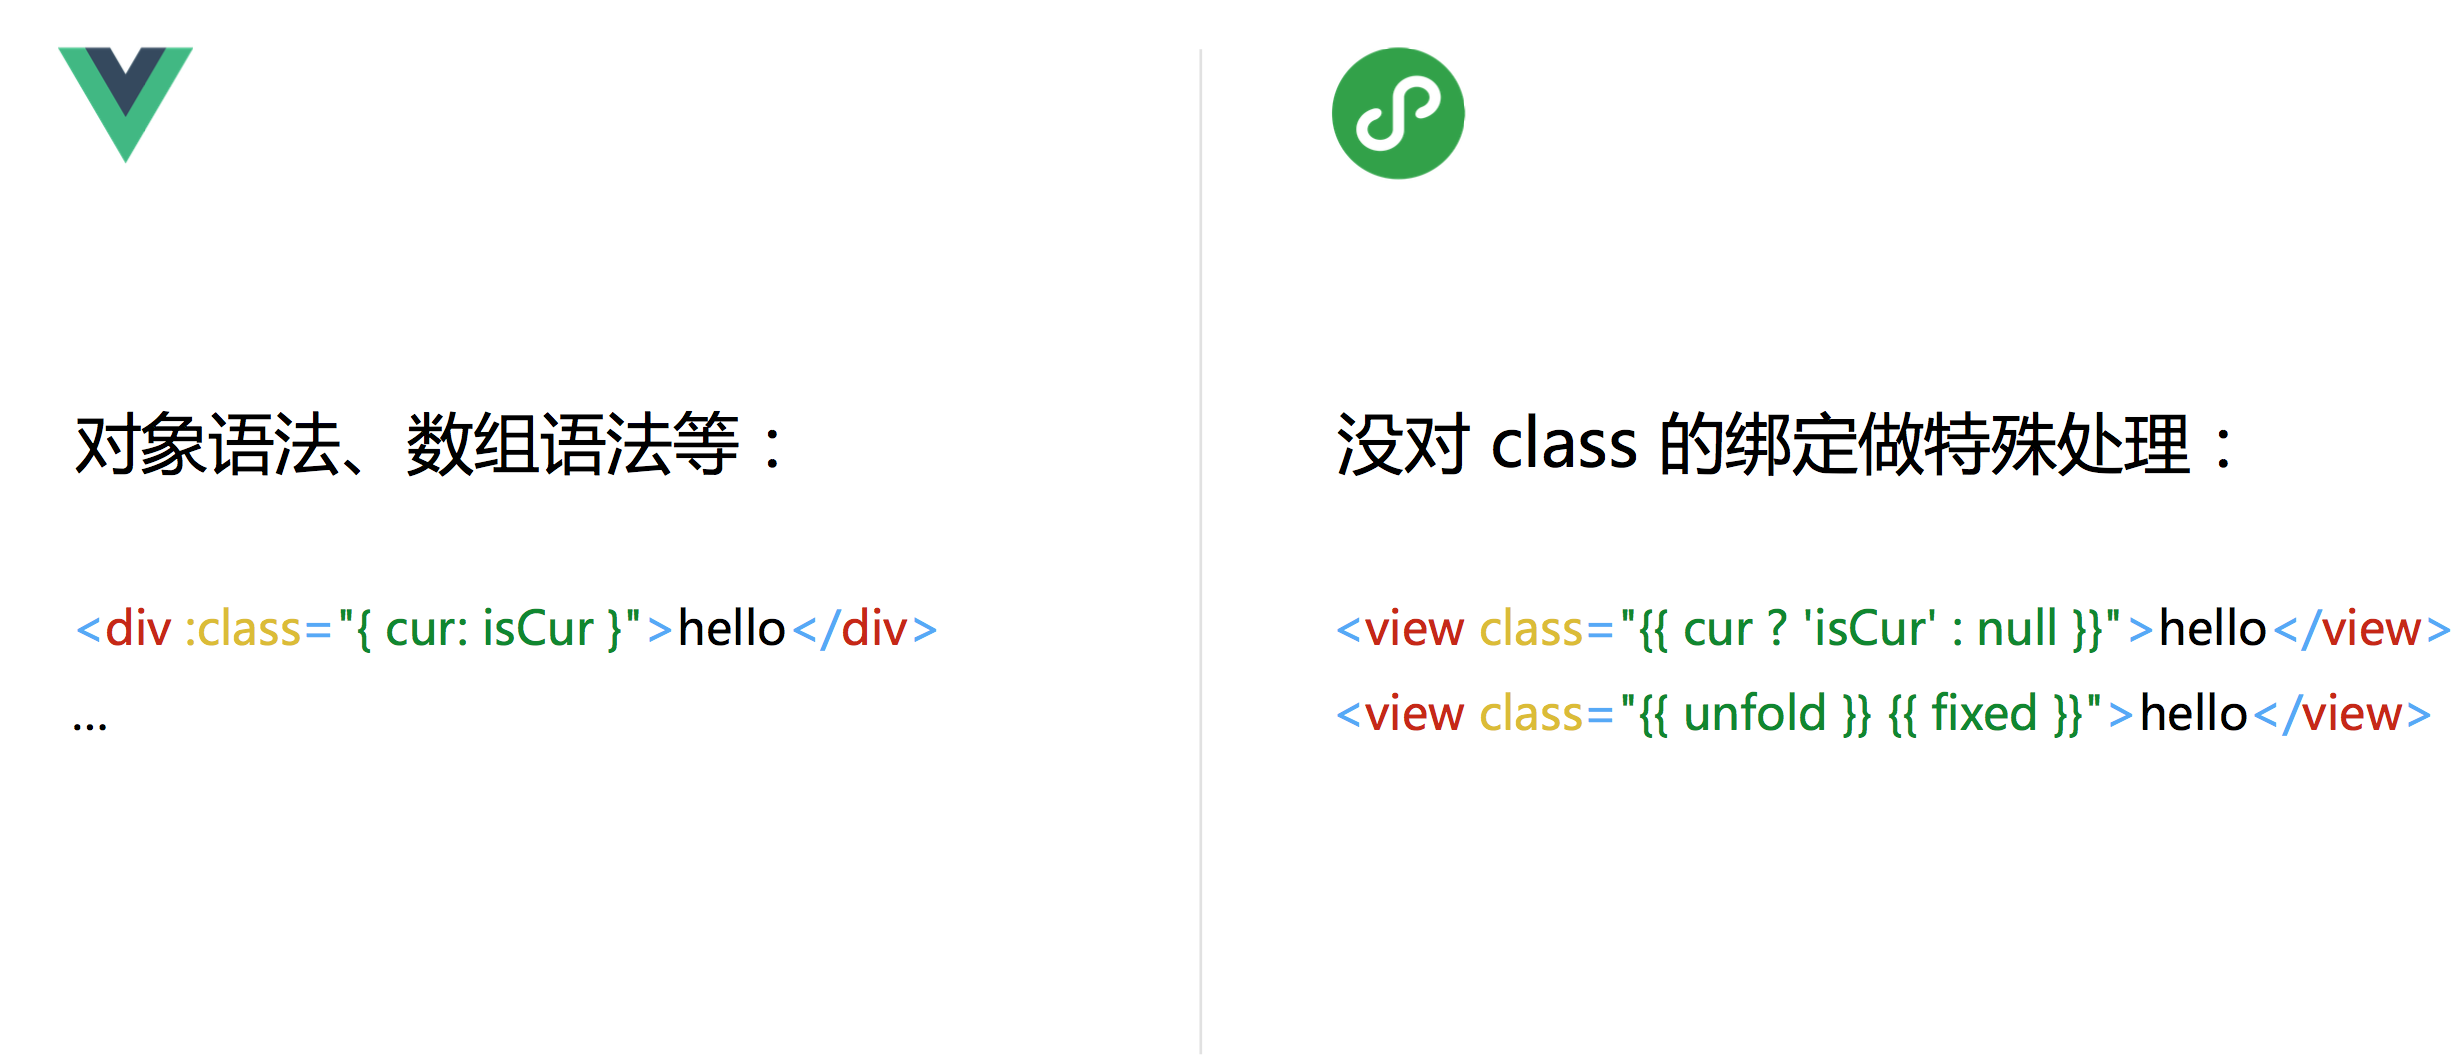 对象语法、数组语法等：
<div :class="{ cur: isCur }">hello</div>
...
没对 class 的绑定做特殊处理：
<view class="{{ cur ? 'isCur' : null }}">hello</view>
<view class="{{ unfold }} {{ fixed }}">hello</view>